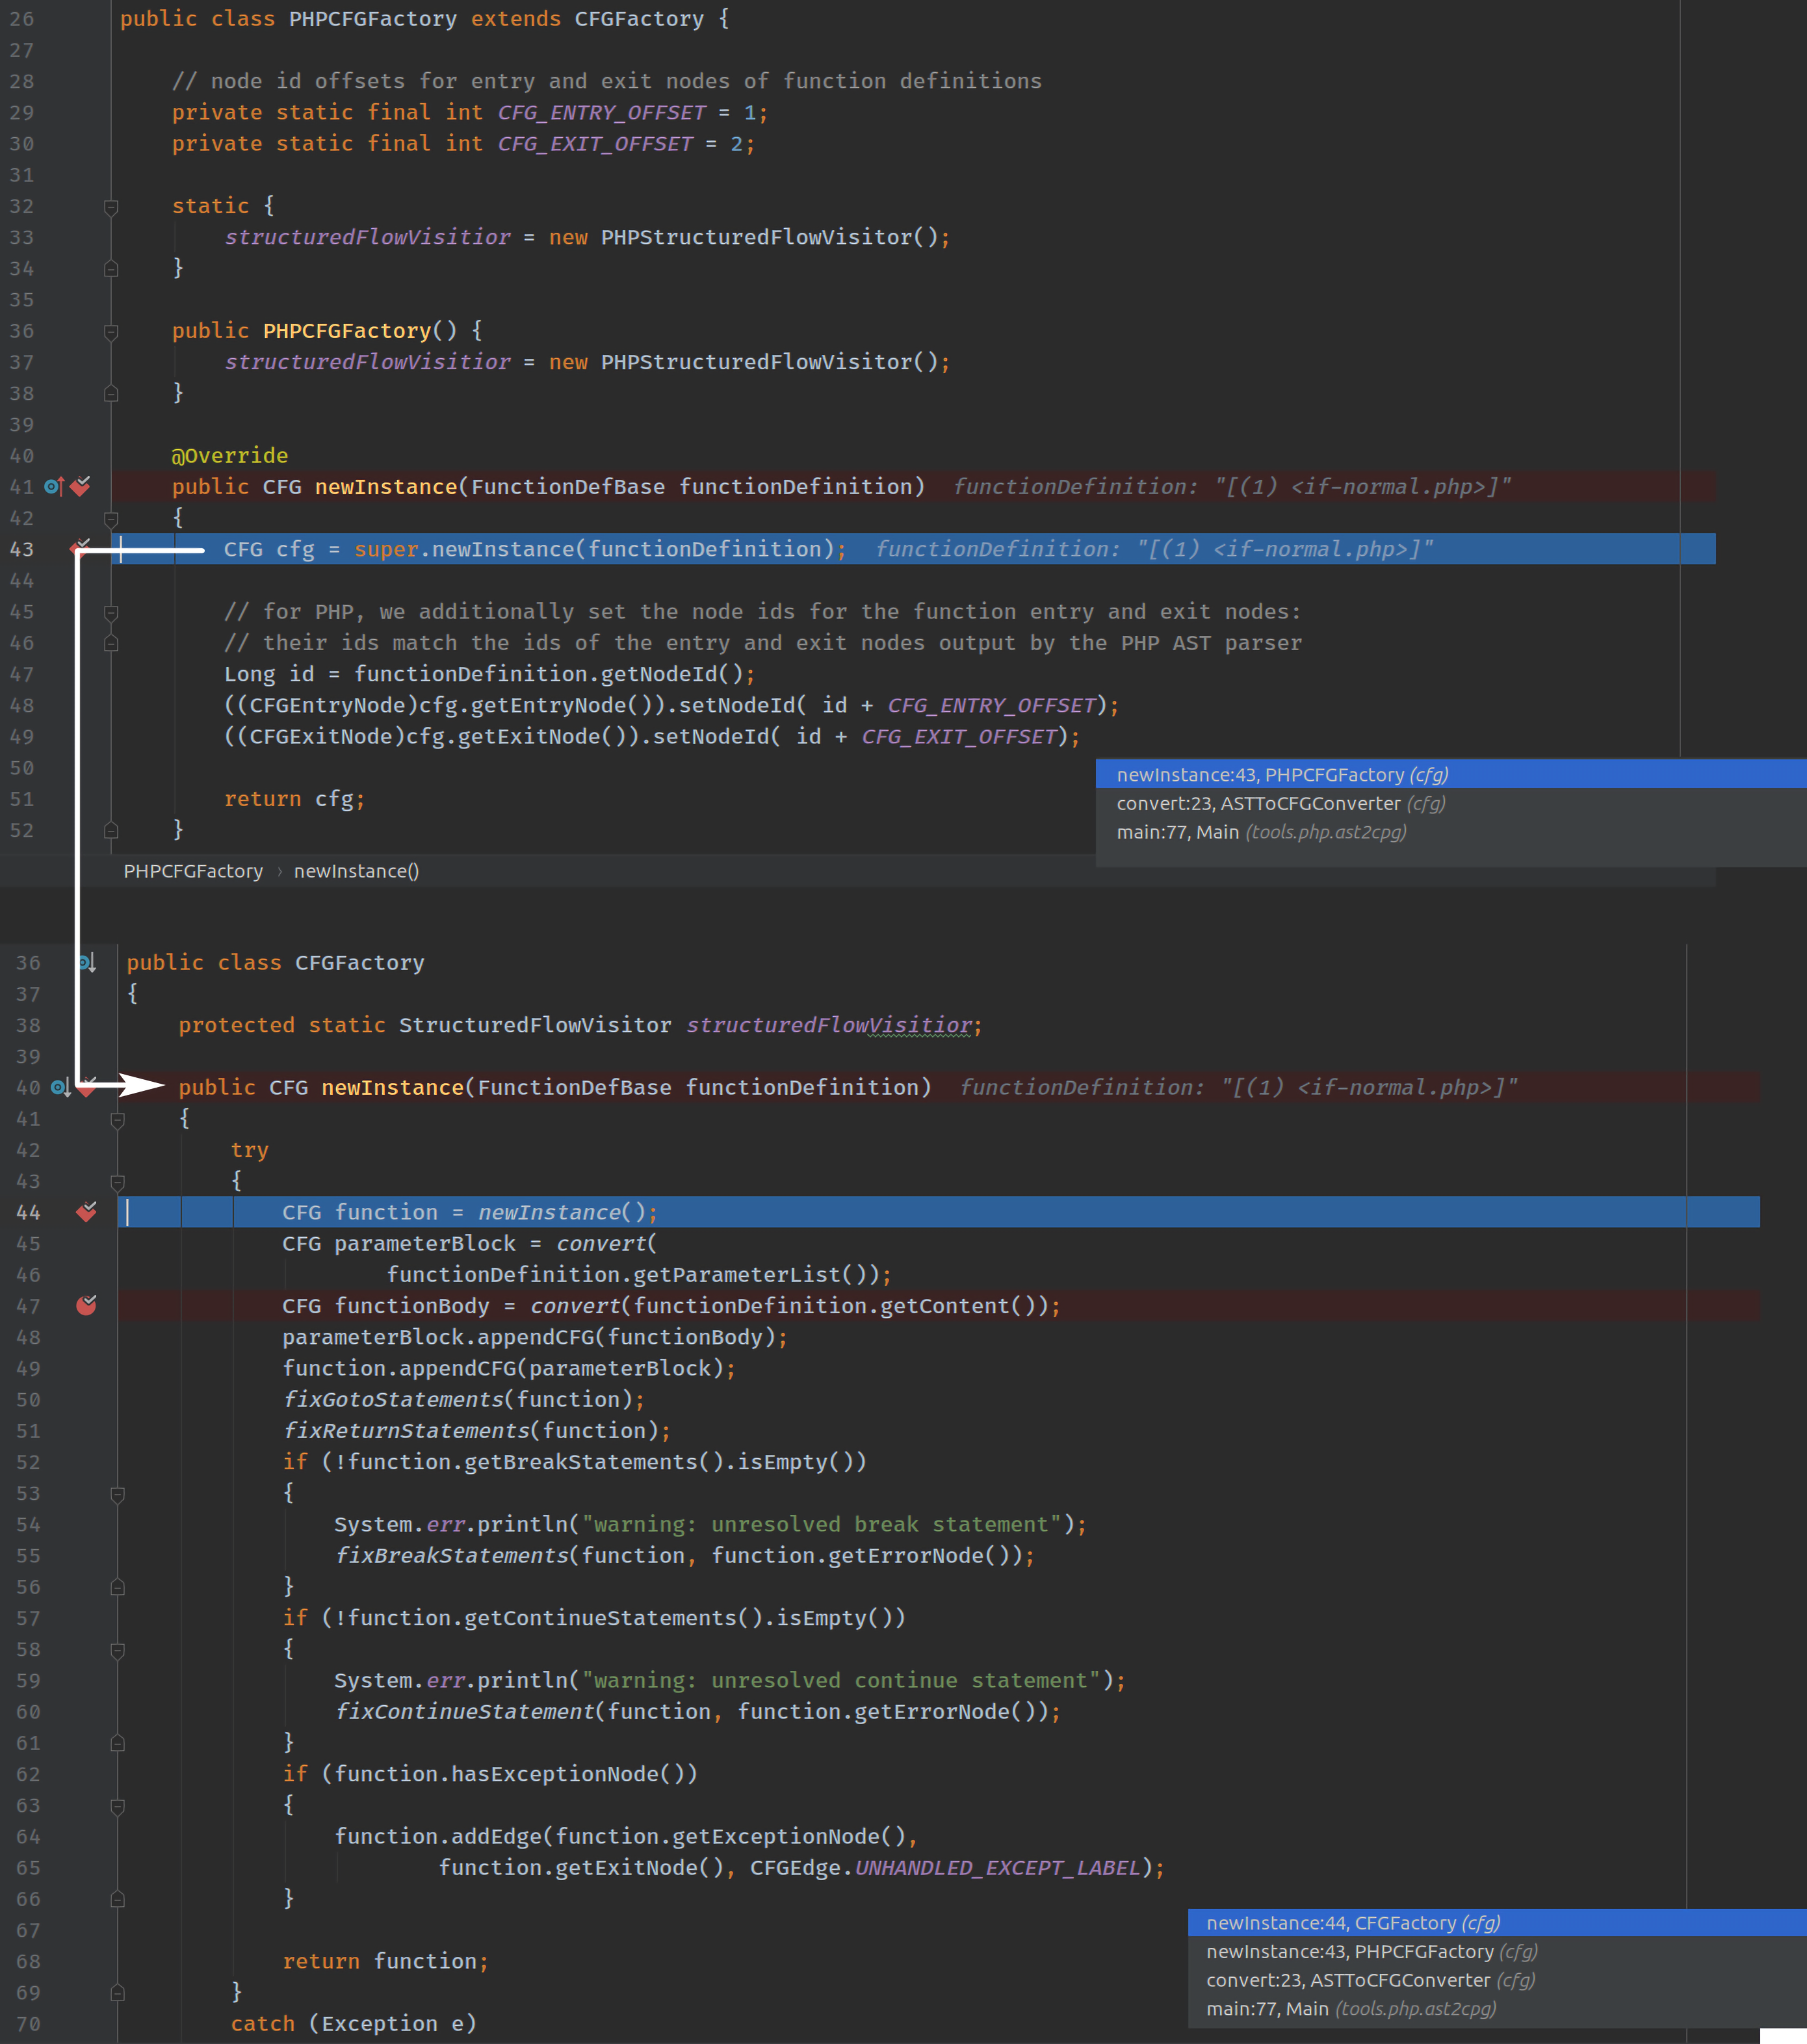 26 public class PHPCFGFactory extends CFGFactory {
27
28 // node id offsets for entry and exit nodes of function definitions
29 private static final int CFG_ENTRY_OFFSET = 1;
30 private static final int CFG_EXIT_OFFSET = 2;
31
32 static {
33 structuredFlowVisitior = new PHPStructuredFlowVisitor();
34 }
35
36 public PHPCFGFactory() {
37 structuredFlowVisitior = new PHPStructuredFlowVisitor();
38 }
39
40 @Override
41 public CFG newInstance(FunctionDefBase functionDefinition) functionDefinition: "[(1) <if-normal.php>]"
42 {
43 CFG cfg = super.newInstance(functionDefinition); functionDefinition: "[(1) <if-normal.php>]"
44
45 // for PHP, we additionally set the node ids for the function entry and exit nodes:
46 // their ids match the ids of the entry and exit nodes output by the PHP AST parser
47 Long id = functionDefinition.getNodeId();
48 ((CFGEntryNode)cfg.getEntryNode()).setNodeId( id + CFG_ENTRY_OFFSET);
49 ((CFGExitNode)cfg.getExitNode()).setNodeId( id + CFG_EXIT_OFFSET);
50
51 return cfg;
52 }
newInstance:43, PHPCFGFactory (cfg)
convert:23, ASTToCFGConverter (cfg)
main:77, Main (tools.php.ast2cpg)
PHPCFGFactory › newInstance()
36 public class CFGFactory
37 {
38 protected static StructuredFlowVisitor structuredFlowVisitior;
39
40 public CFG newInstance(FunctionDefBase functionDefinition) functionDefinition: "[(1) <if-normal.php>]"
41 {
42 try
43 {
44 CFG function = newInstance();
45 CFG parameterBlock = convert(
46 functionDefinition.getParameterList());
47 CFG functionBody = convert(functionDefinition.getContent());
48 parameterBlock.appendCFG(functionBody);
49 function.appendCFG(parameterBlock);
50 fixGotoStatements(function);
51 fixReturnStatements(function);
52 if (!function.getBreakStatements().isEmpty())
53 {
54 System.err.println("warning: unresolved break statement");
55 fixBreakStatements(function, function.getErrorNode());
56 }
57 if (!function.getContinueStatements().isEmpty())
58 {
59 System.err.println("warning: unresolved continue statement");
60 fixContinueStatement(function, function.getErrorNode());
61 }
62 if (function.hasExceptionNode())
63 {
64 function.addEdge(function.getExceptionNode(),
65 function.getExitNode(), CFGEdge.UNHANDLED_EXCEPT_LABEL);
66 }
67
68 return function;
69 }
70 catch (Exception e)
newInstance:44, CFGFactory (cfg)
newInstance:43, PHPCFGFactory (cfg)
convert:23, ASTToCFGConverter (cfg)
main:77, Main (tools.php.ast2cpg)